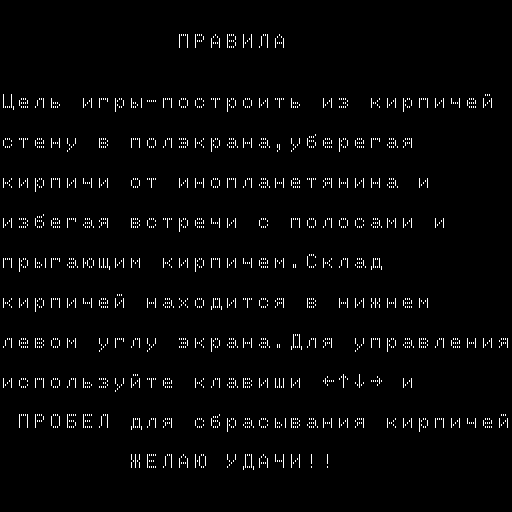 ПРАВИЛА
Цель игры-построить из кирпичей
стену в полэкрана,уберегая
кирпичи от инопланетянина и
избегая встречи с полосами и
прыгающим кирпичем.Склад
кирпичей находится в нижнем
левом углу экрана.Для управления
используйте клавиши ←↑↓→ и
ПРОБЕЛ для сбрасывания кирпичей
ЖЕЛАЮ УДАЧИ!!